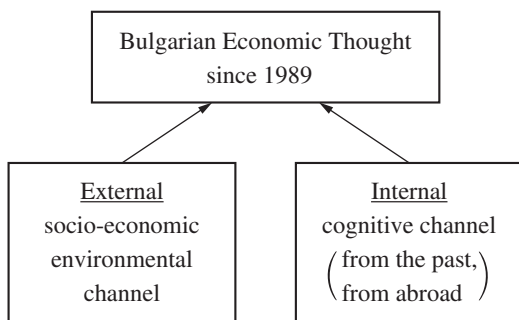 Bulgarian Economic Thought
since 1989
External
socio-economic
environmental
channel
Internal
cognitive channel
(from the past,
from abroad)